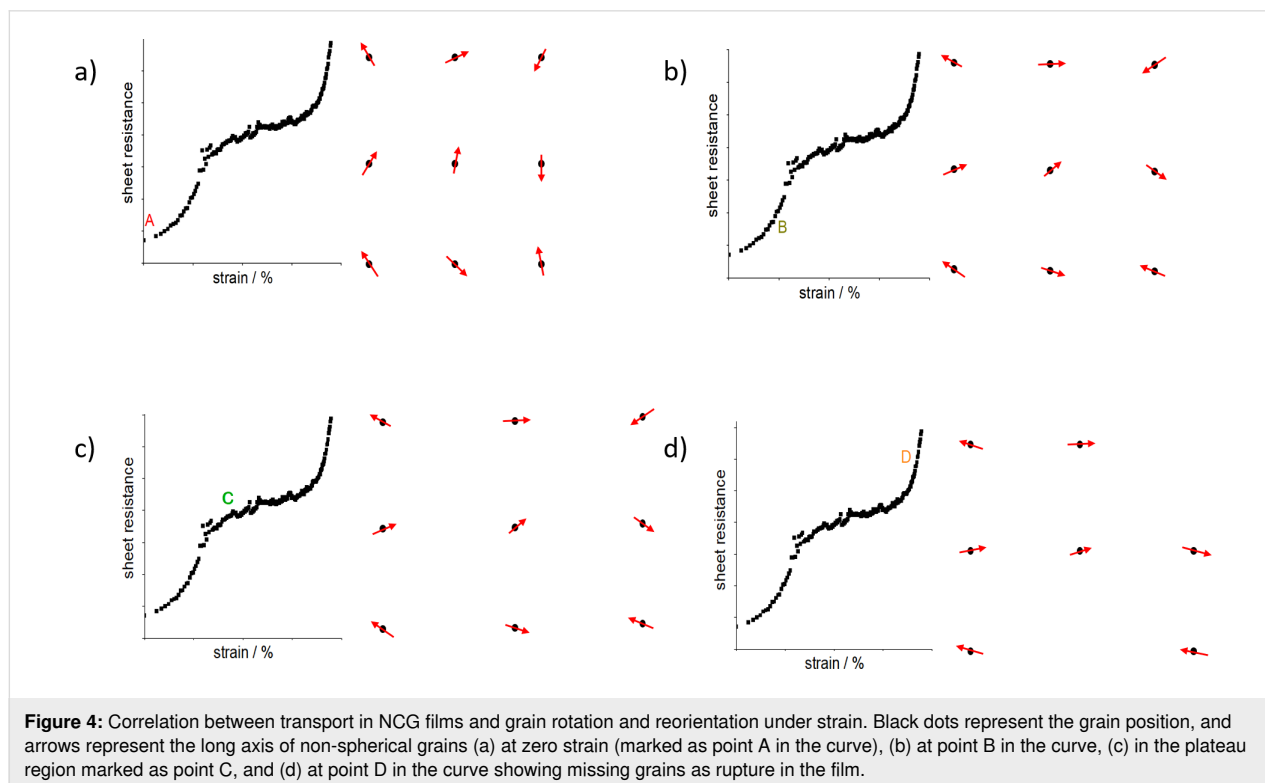 a)
sheet resistance
A
strain / %
b)
sheet resistance
B
strain / %
c)
sheet resistance
C
strain / %
d)
sheet resistance
D
strain / %
Figure 4: Correlation between transport in NCG films and grain rotation and reorientation under strain. Black dots represent the grain position, and
arrows represent the long axis of non-spherical grains (a) at zero strain (marked as point A in the curve), (b) at point B in the curve, (c) in the plateau
region marked as point C, and (d) at point D in the curve showing missing grains as rupture in the film.